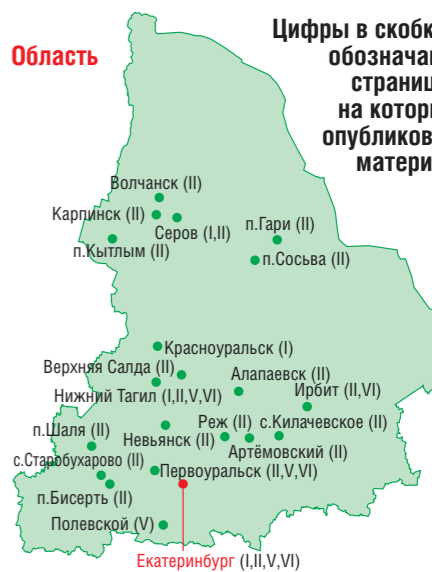 Цифры в скобк
Область
обозначаю
страниц
на котор
опубликов
матери
Волчанск (II)
Карпинск (II)
Серов (I,II)
п.Гари (II)
п.Кытлым (II)
п.Сосьва (II)
Красноуральск (I)
Верхняя Салда (II)
Алапаевск (II)
Нижний Тагил (I,II,V,VI)
Ирбит (II,VI)
п.Шаля (II)
Реж (II)
с.Килачевское (II)
Невьянск (II)
Артёмовский (II)
с.Старобухарово (II)
Первоуральск (II,V,VI)
п.Бисерть (II)
Полевской (V)
Екатеринбург (I,II,V,VI)